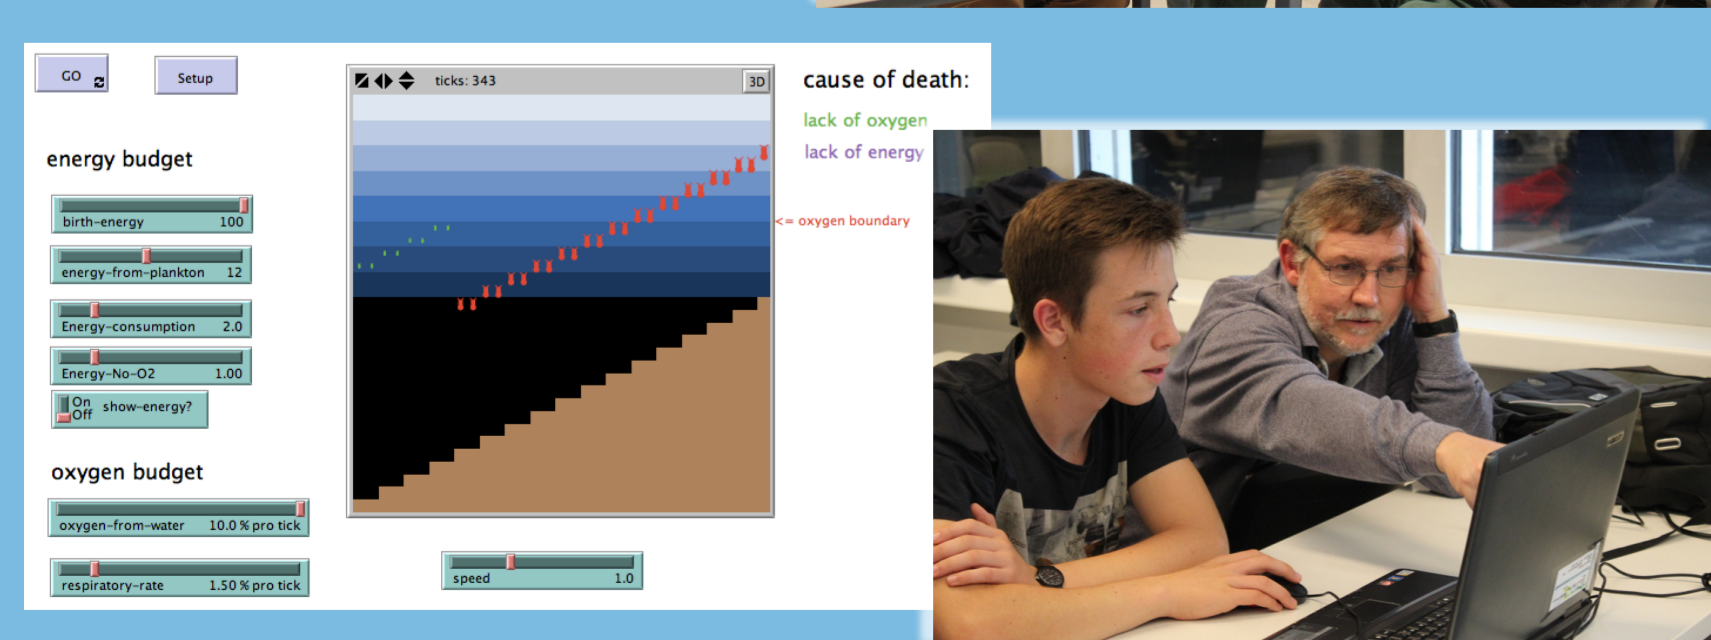 GO
Setup
ticks: 343
3D
cause of death:
lack of oxygen
lack of energy
energy budget
birth-energy 100
<= oxygen boundary
energy-from-plankton 12
Energy-consumption 2.0
Energy-No-O2 1.00
On
Off show-energy?
oxygen budget
oxygen-from-water 10.0 % pro tick
respiratory-rate 1.50 % pro tick
speed 1.0